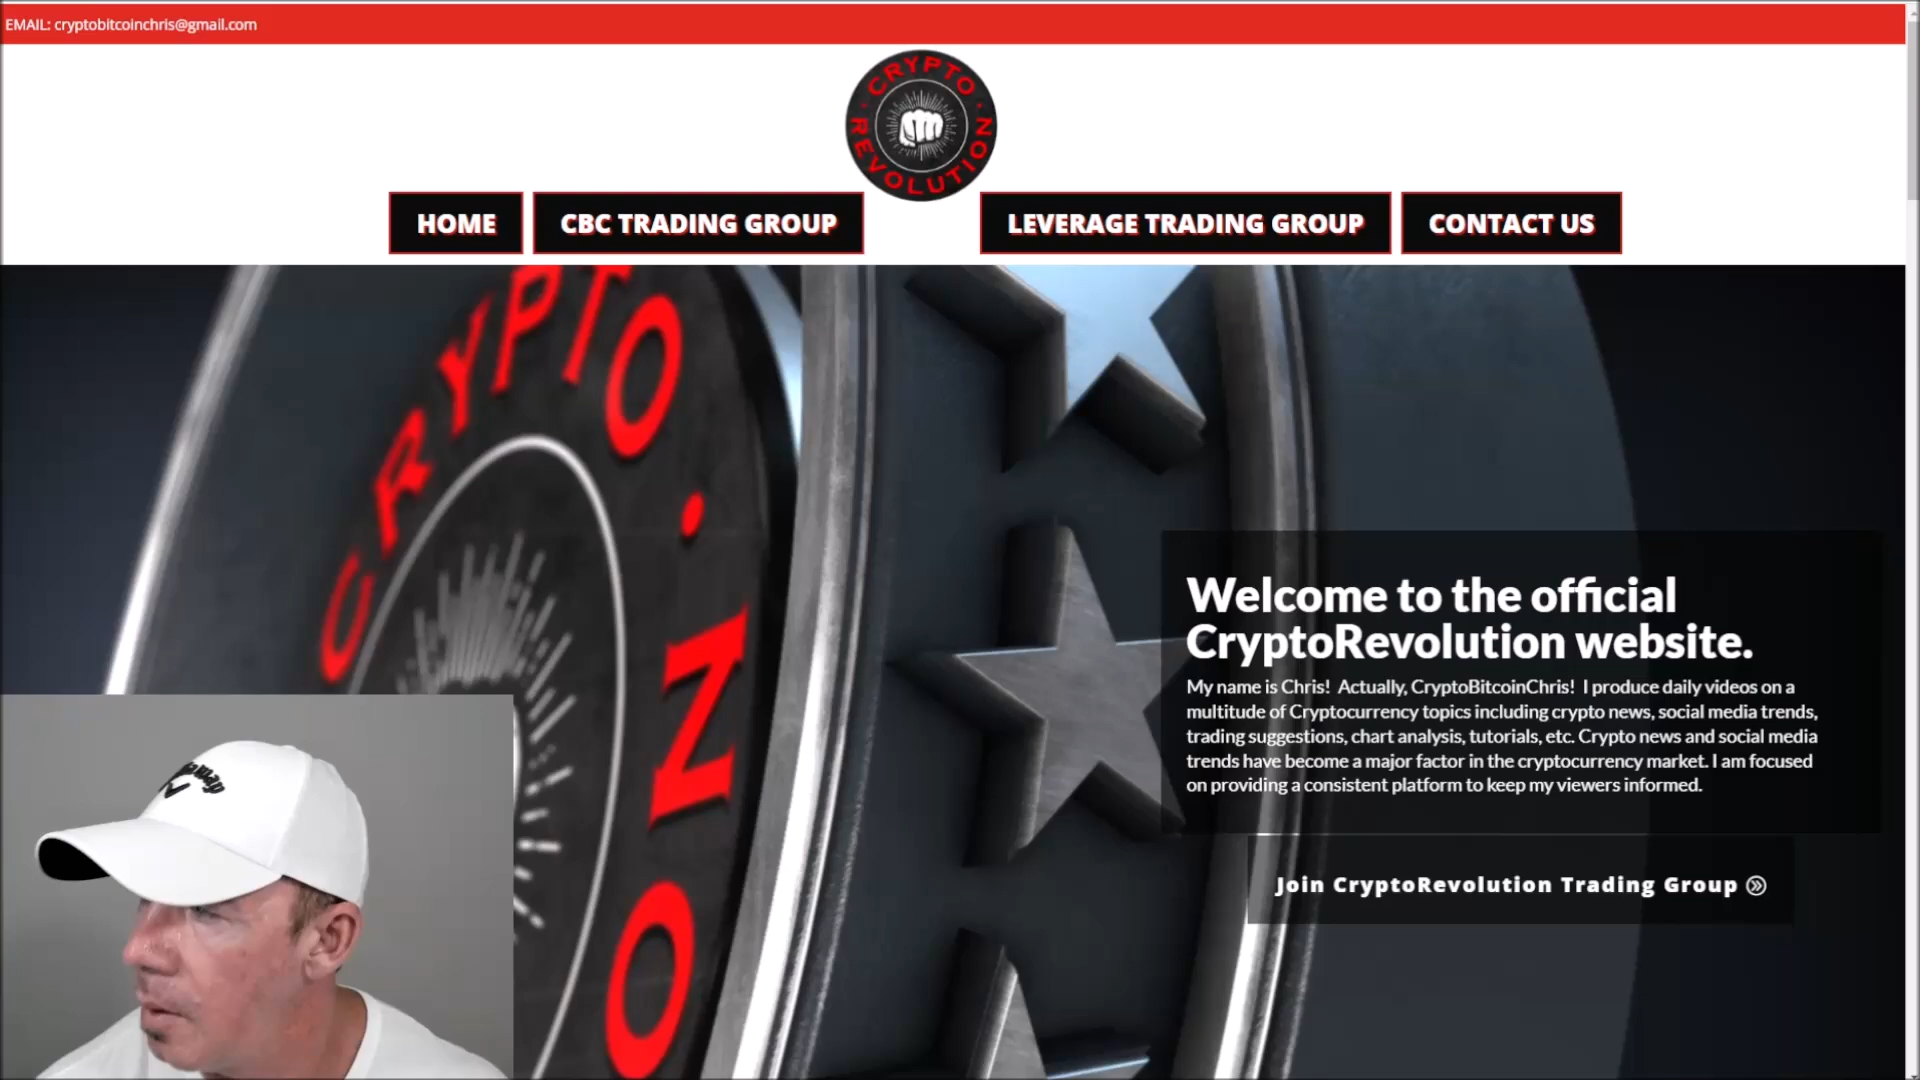 EMAIL: cryptobitcoinchris@gmail.com
CRYPTO
REVOLUTION
HOME
CBC TRADING GROUP
LEVERAGE TRADING GROUP
CONTACT US
CRYPTO
ON
Welcome to the official
CryptoRevolution website.
My name is Chris!  Actually, CryptoBitcoinChris!  I produce daily videos on a
multitude of Cryptocurrency topics including crypto news, social media trends,
trading suggestions, chart analysis, tutorials, etc. Crypto news and social media
trends have become a major factor in the cryptocurrency market. I am focused
on providing a consistent platform to keep my viewers informed.
Join CryptoRevolution Trading Group